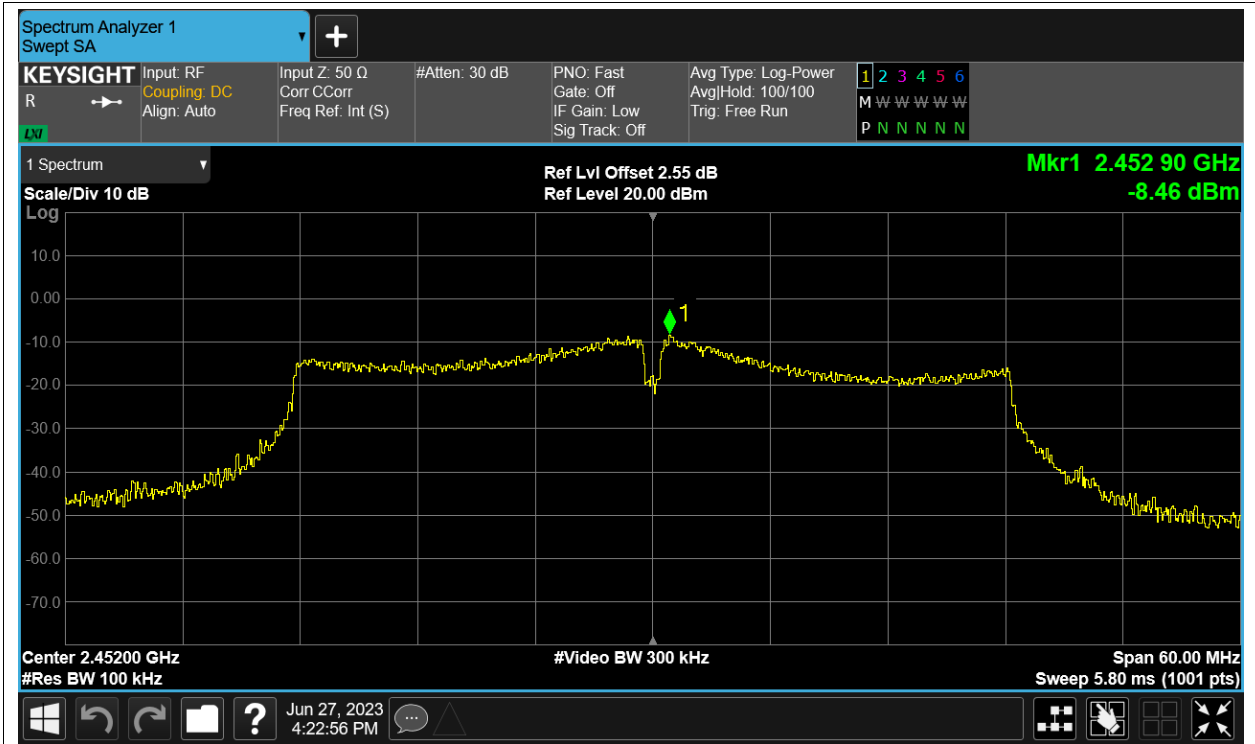 Spectrum Analyzer 1
Swept SA
+
KEYSIGHT
R
LXI
Input: RF
Coupling: DC
Align: Auto
Input Z: 50 Ω
Corr CCorr
Freq Ref: Int (S)
#Atten: 30 dB
PNO: Fast
Gate: Off
IF Gain: Low
Sig Track: Off
Avg Type: Log-Power
Avg|Hold: 100/100
Trig: Free Run
1 2 3 4 5 6
M W W W W W
P N N N N N
1 Spectrum
Scale/Div 10 dB
Log
Ref Lvl Offset 2.55 dB
Ref Level 20.00 dBm
Mkr1 2.452 90 GHz
-8.46 dBm
10.0
0.00
-10.0
-20.0
-30.0
-40.0
-50.0
-60.0
-70.0
1
Center 2.45200 GHz
#Res BW 100 kHz
#Video BW 300 kHz
Span 60.00 MHz
Sweep 5.80 ms (1001 pts)
?
Jun 27, 2023
4:22:56 PM